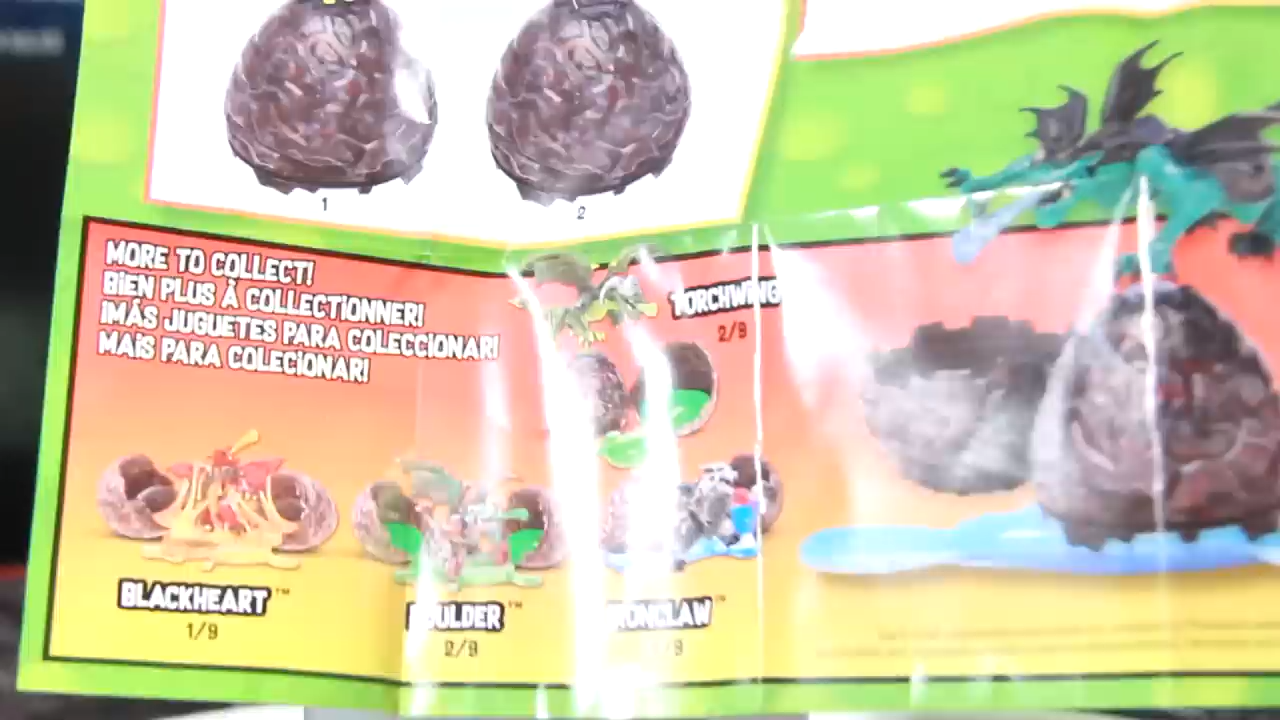 1
2
MORE TO COLLECT!
BIEN PLUS À COLLECTIONNER!
¡MÁS JUGUETES PARA COLECCIONAR!
MAIS PARA COLECIONAR!
TORCHWING
2/9
BLACKHEART™
1/9
BOULDER™
2/9